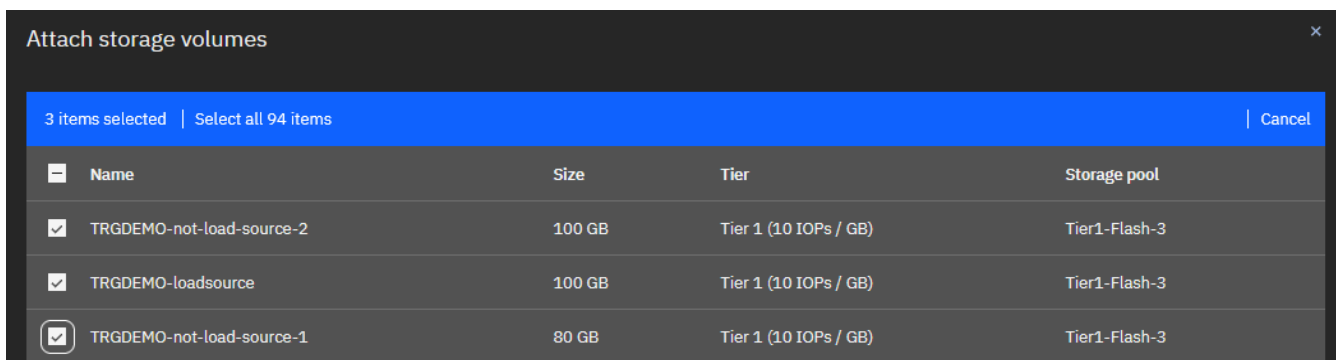 Attach storage volumes
3 items selected | Select all 94 items | Cancel
Name Size Tier Storage pool
TRGDEMO-not-load-source-2 100 GB Tier 1 (10 IOPs / GB) Tier1-Flash-3
TRGDEMO-loadsource 100 GB Tier 1 (10 IOPs / GB) Tier1-Flash-3
TRGDEMO-not-load-source-1 80 GB Tier 1 (10 IOPs / GB) Tier1-Flash-3